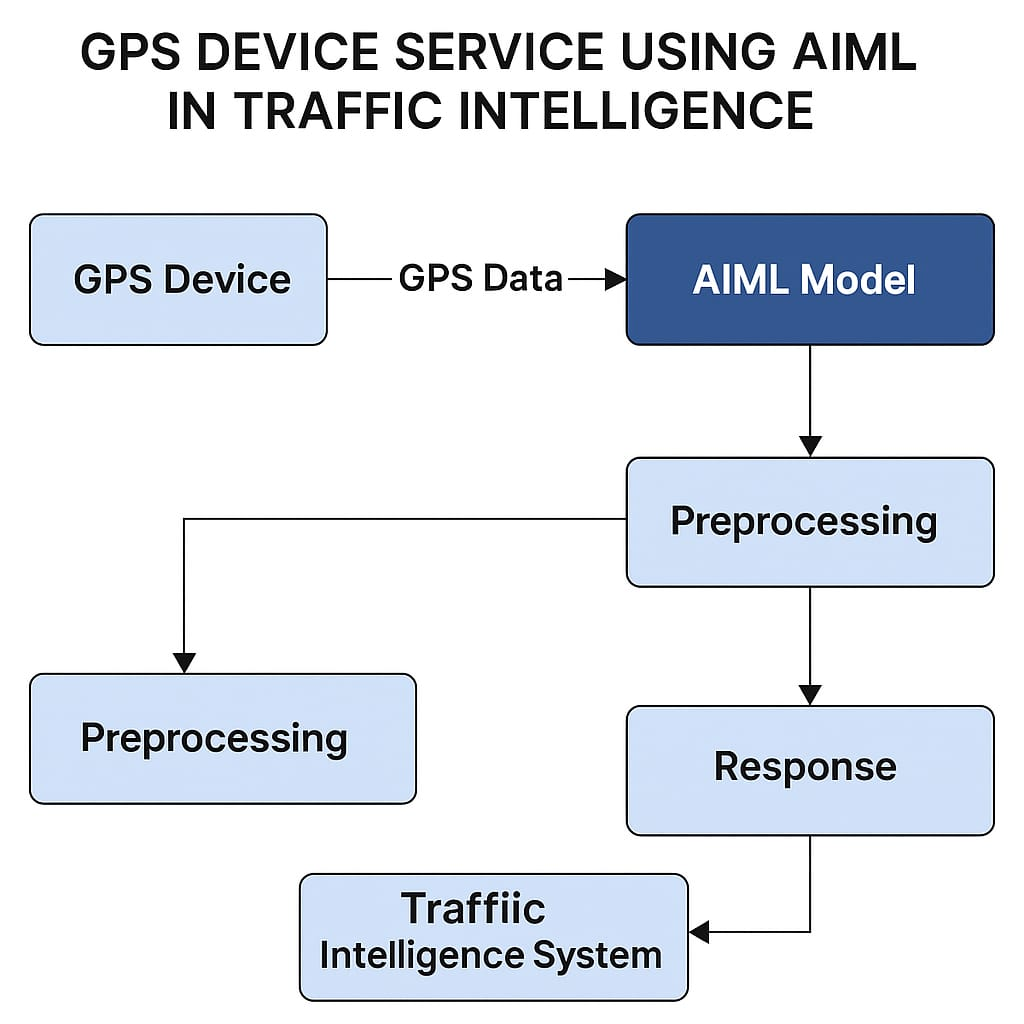 GPS DEVICE SERVICE USING AIML
IN TRAFFIC INTELLIGENCE
GPS Device
GPS Data
AIML Model
Preprocessing
Preprocessing
Response
Traffiic
Intelligence System